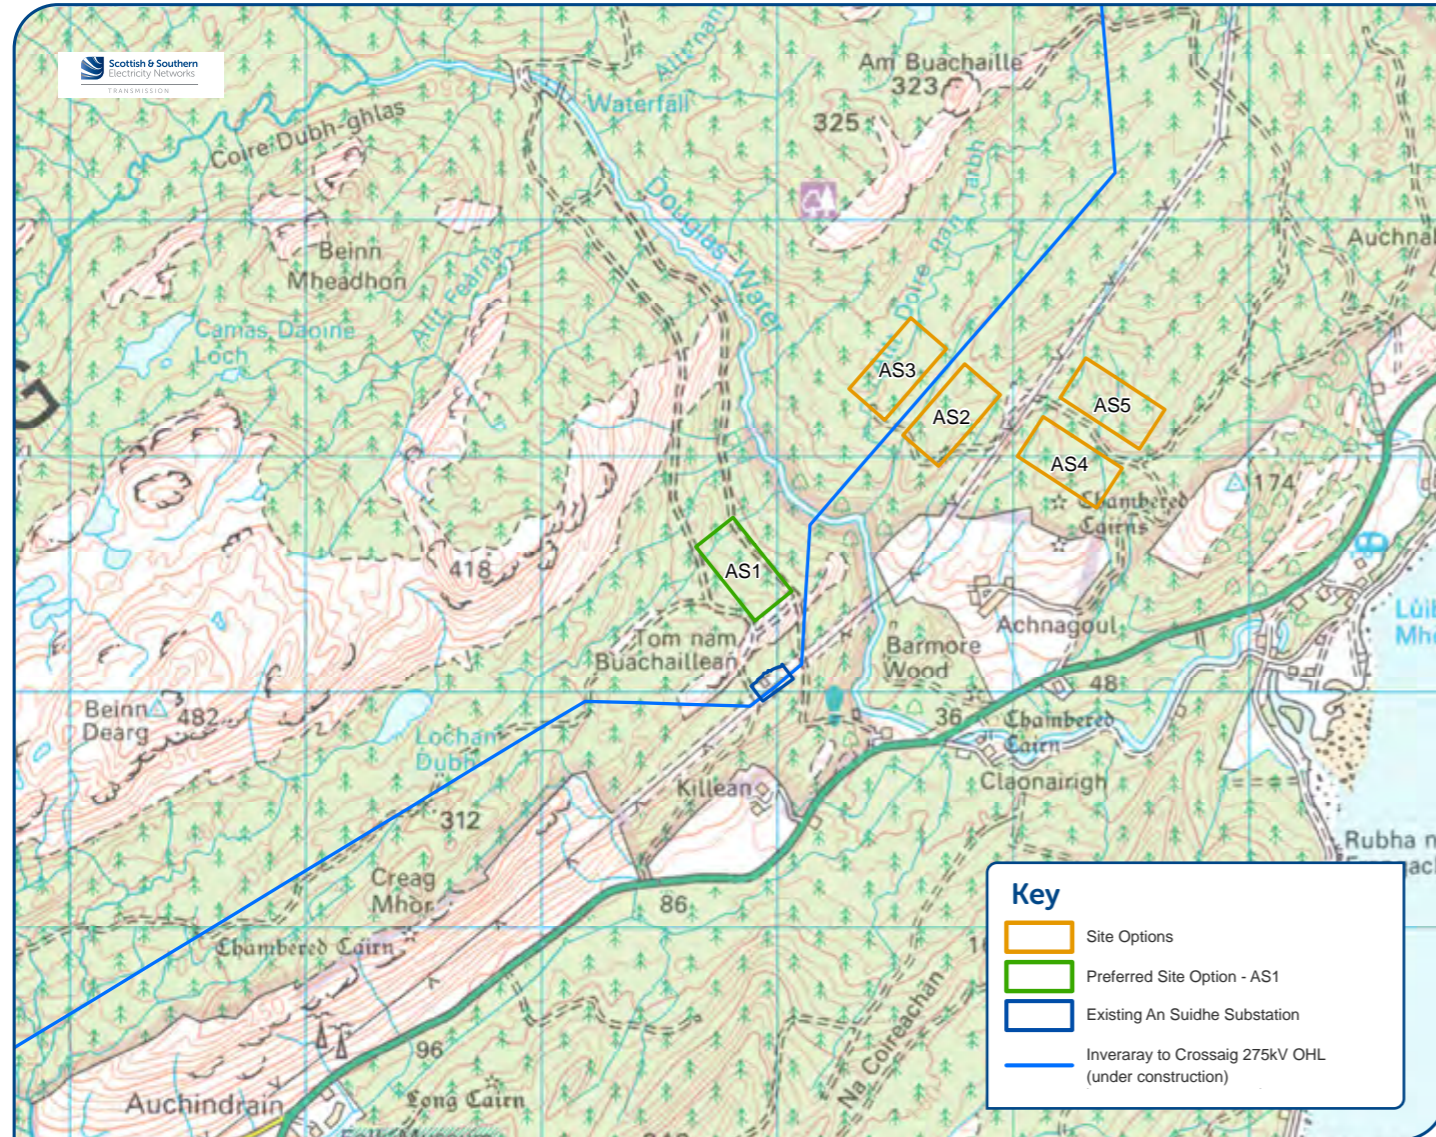 Scottish & Southern
Electricity Networks
TRANSMISSION
Allt nan
Am Buachaille
323
Waterfall
325
Coire Dubh-ghlas
Douglas Water
Allt Doire nan Tarbh
Beinn
Mheadhon
Allt Fearna
Camas Daoine
Loch
G
AS3
AS2
AS5
AS4
Chambered
Cairns
174
AS1
418
Tom nam
Buachaillean
Barmore
Wood
Achnagoul
48
Beinn
Dearg
482
Lochan
Dubh
36
Chambered
Cairn
Claonairigh
Killean
312
Creag
Mhór
86
Chambered Cairn
Rubha n
96
Auchindrain
Long Cairn
Na Coireachan
Key
Site Options
Preferred Site Option - AS1
Existing An Suidhe Substation
Inveraray to Crossaig 275kV OHL
(under construction)